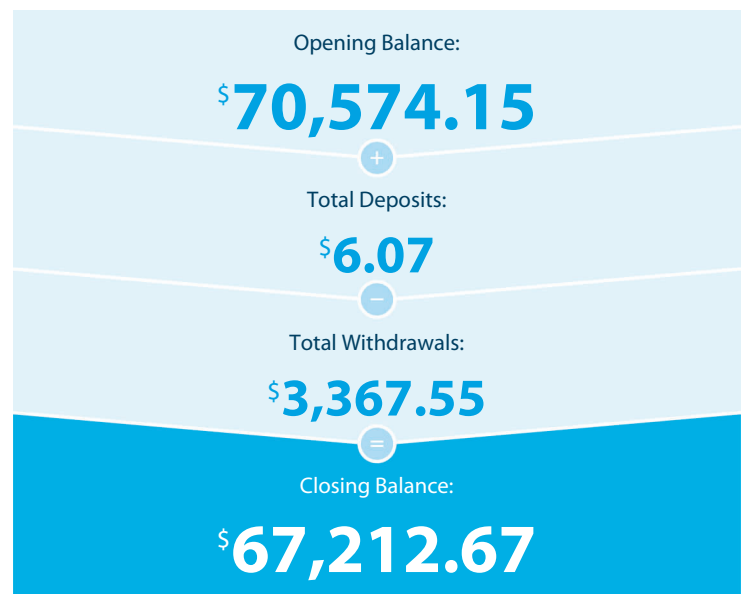 Opening Balance:
$70,574.15
+
Total Deposits:
$6.07
−
Total Withdrawals:
$3,367.55
=
Closing Balance:
$67,212.67